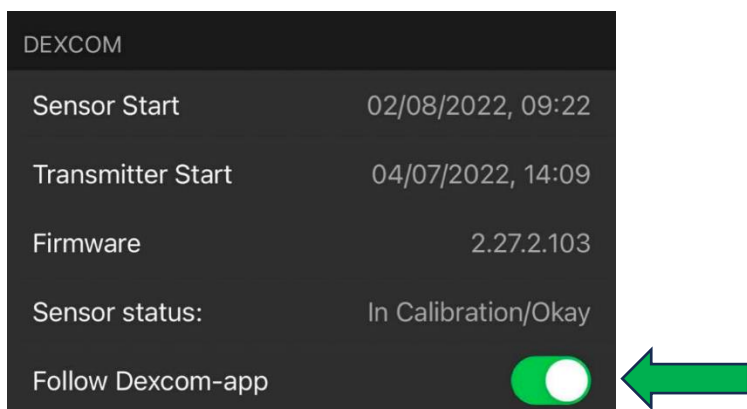 DEXCOM
Sensor Start 02/08/2022, 09:22
Transmitter Start 04/07/2022, 14:09
Firmware 2.27.2.103
Sensor status: In Calibration/Okay
Follow Dexcom-app